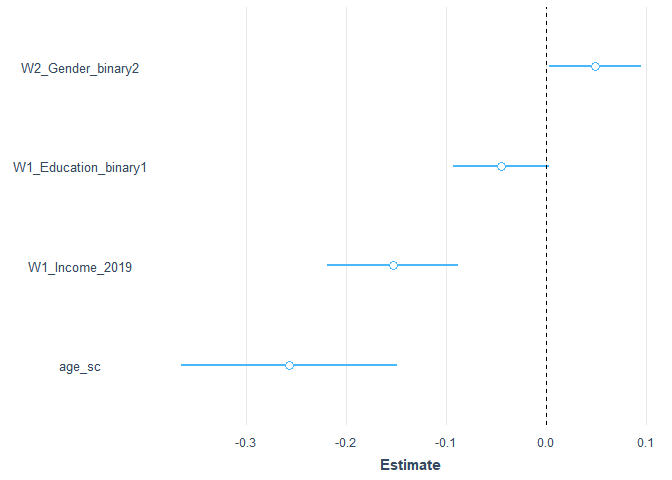 W2_Gender_binary2
W1_Education_binary1
W1_Income_2019
age_sc
-0.3 -0.2 -0.1 0.0 0.1
Estimate